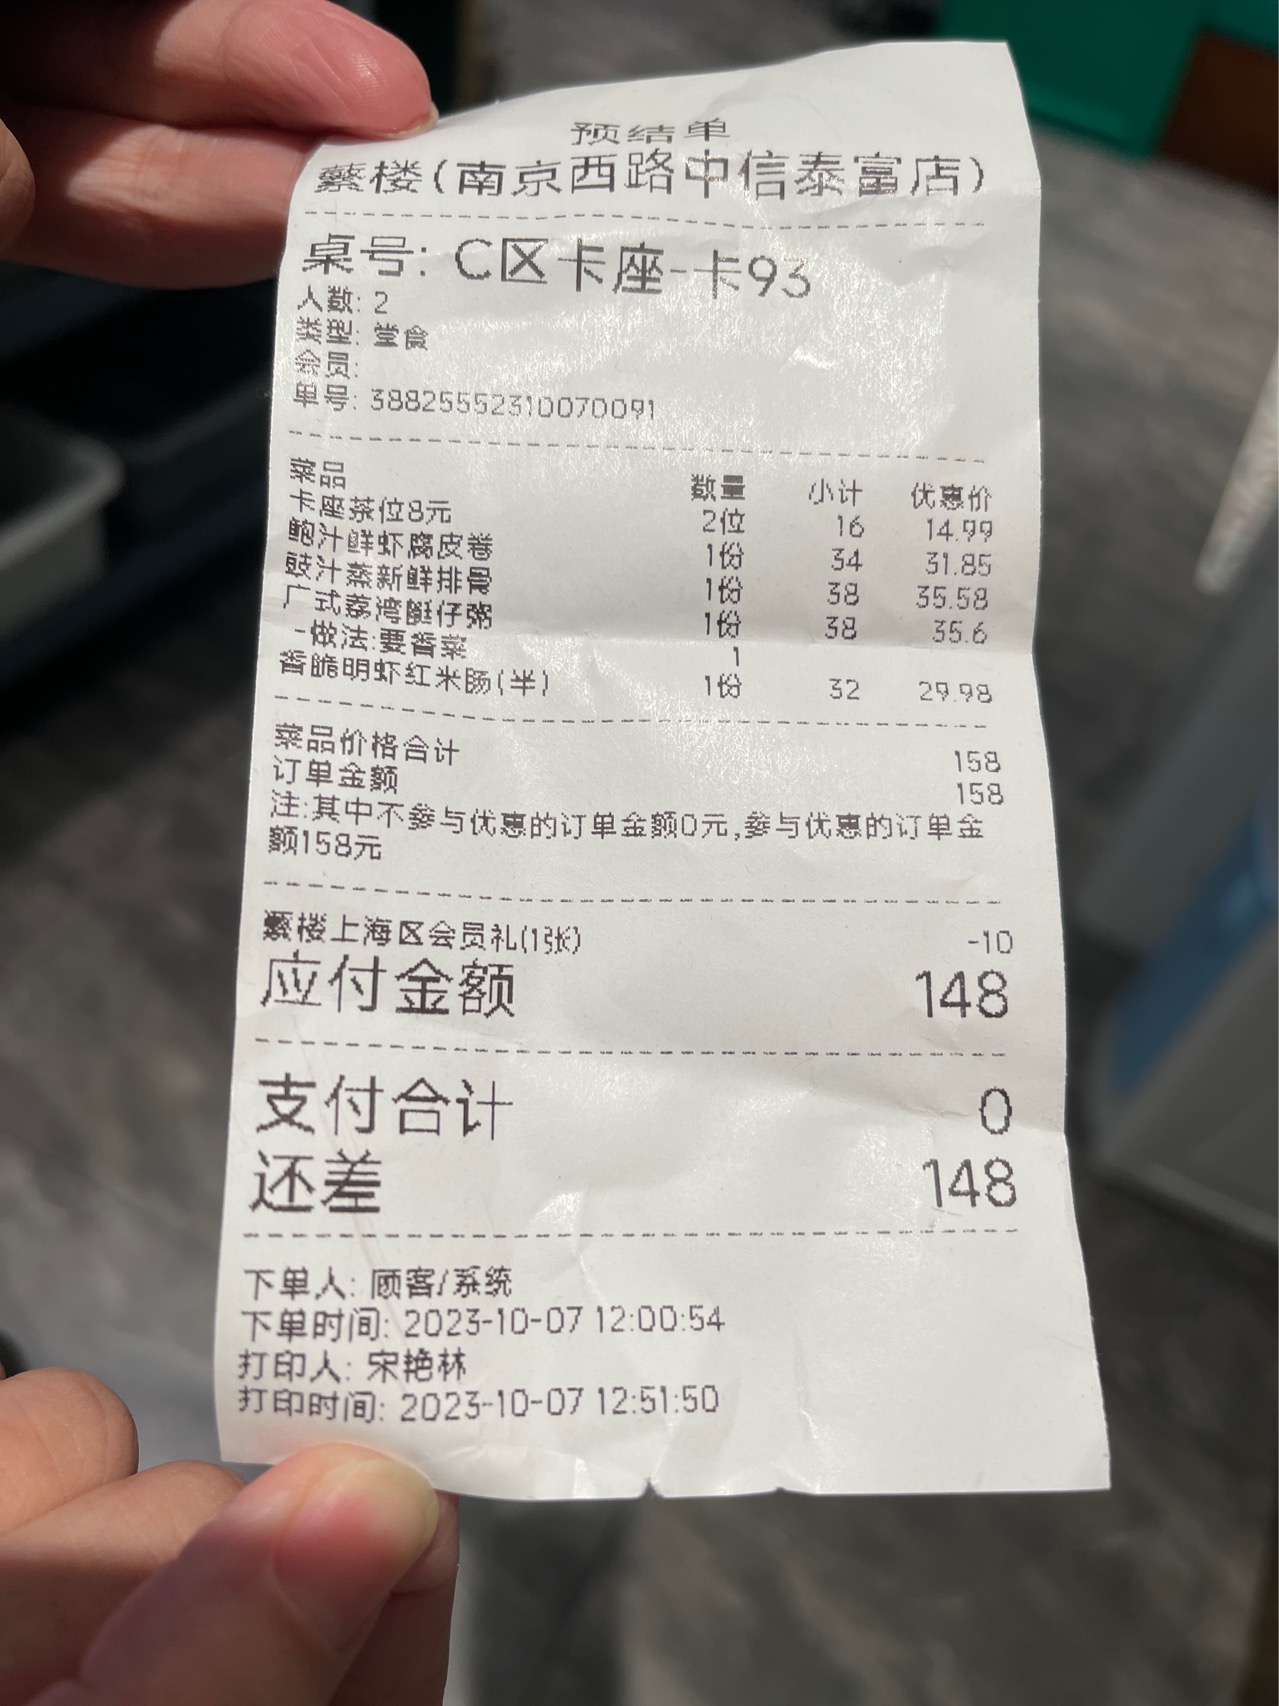 预结单
蘩楼(南京西路中信泰富店)
桌号: C区卡座-卡93
人数: 2
类型: 堂食
会员:
单号: 38825552310070091
菜品 数量 小计 优惠价
卡座茶位8元 2位 16 14.99
鲍汁鲜虾腐皮卷 1份 34 31.85
豉汁蒸新鲜排骨 1份 38 35.58
广式荔湾艇仔粥 1份 38 35.6
-做法:要香菜 1
香脆明虾红米肠(半) 1份 32 29.98
菜品价格合计 158
订单金额 158
注:其中不参与优惠的订单金额0元,参与优惠的订单金
额158元
蘩楼上海区会员礼(1张) -10
应付金额 148
支付合计 0
还差 148
下单人: 顾客/系统
下单时间: 2023-10-07 12:00:54
打印人: 宋艳林
打印时间: 2023-10-07 12:51:50